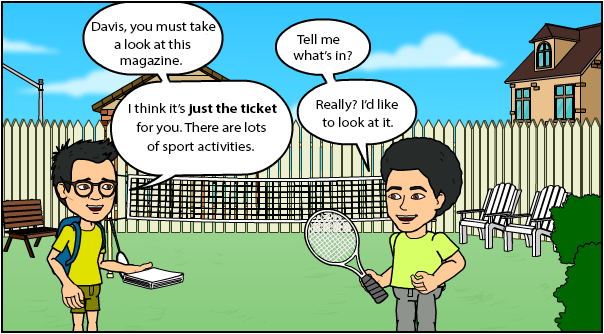 Davis, you must take
a look at this
magazine.
Tell me
what's in?
I think it's just the ticket
for you. There are lots
of sport activities.
Really? I'd like
to look at it.